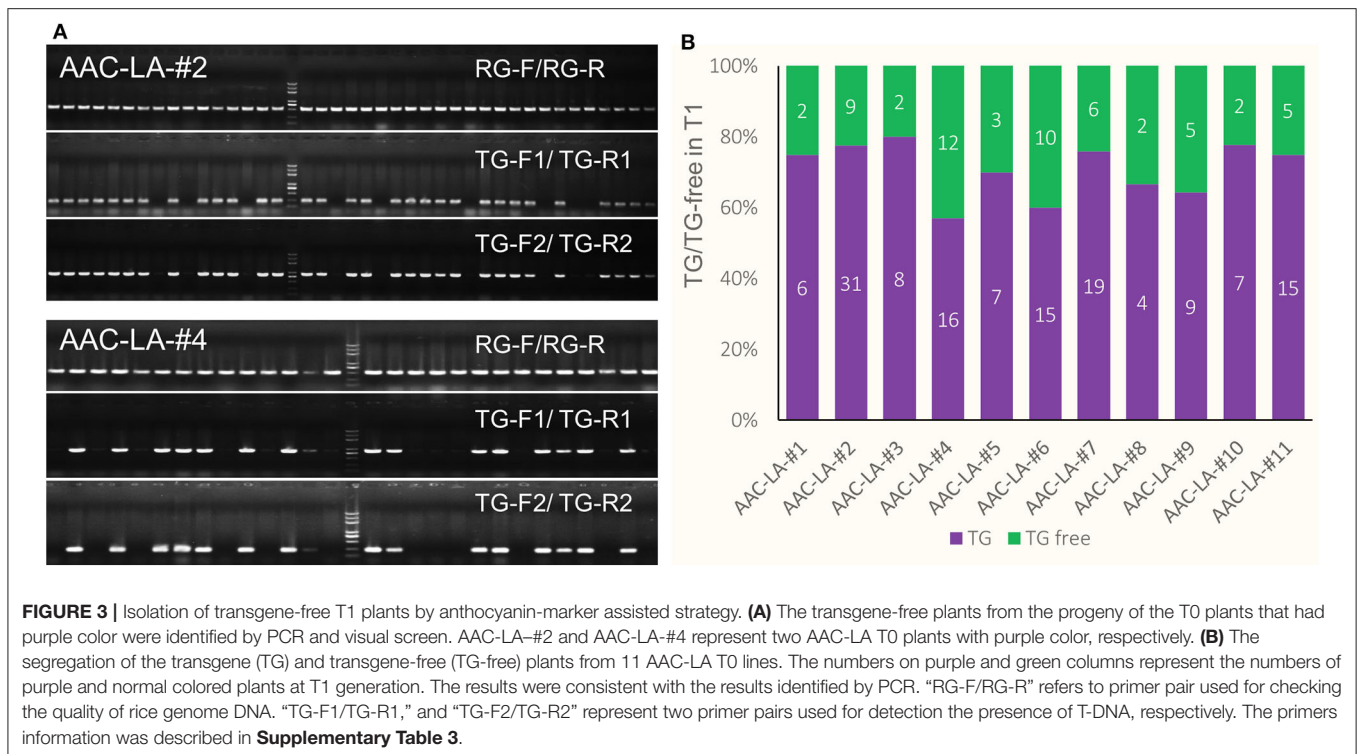 A
AAC-LA-#2
RG-F/RG-R
TG-F1/ TG-R1
TG-F2/ TG-R2
AAC-LA-#4
RG-F/RG-R
TG-F1/ TG-R1
TG-F2/ TG-R2
B
TG/TG-free in T1
100%
80%
60%
40%
20%
0%
2 9 2 12 3 10 6 2 5 2 5
6 31 8 16 7 15 19 4 9 7 15
AAC-LA-#1
AAC-LA-#2
AAC-LA-#3
AAC-LA-#4
AAC-LA-#5
AAC-LA-#6
AAC-LA-#7
AAC-LA-#8
AAC-LA-#9
AAC-LA-#10
AAC-LA-#11
TG TG free
FIGURE 3 | Isolation of transgene-free T1 plants by anthocyanin-marker assisted strategy. (A) The transgene-free plants from the progeny of the T0 plants that had
purple color were identified by PCR and visual screen. AAC-LA–#2 and AAC-LA-#4 represent two AAC-LA T0 plants with purple color, respectively. (B) The
segregation of the transgene (TG) and transgene-free (TG-free) plants from 11 AAC-LA T0 lines. The numbers on purple and green columns represent the numbers of
purple and normal colored plants at T1 generation. The results were consistent with the results identified by PCR. “RG-F/RG-R” refers to primer pair used for checking
the quality of rice genome DNA. “TG-F1/TG-R1,” and “TG-F2/TG-R2” represent two primer pairs used for detection the presence of T-DNA, respectively. The primers
information was described in Supplementary Table 3.